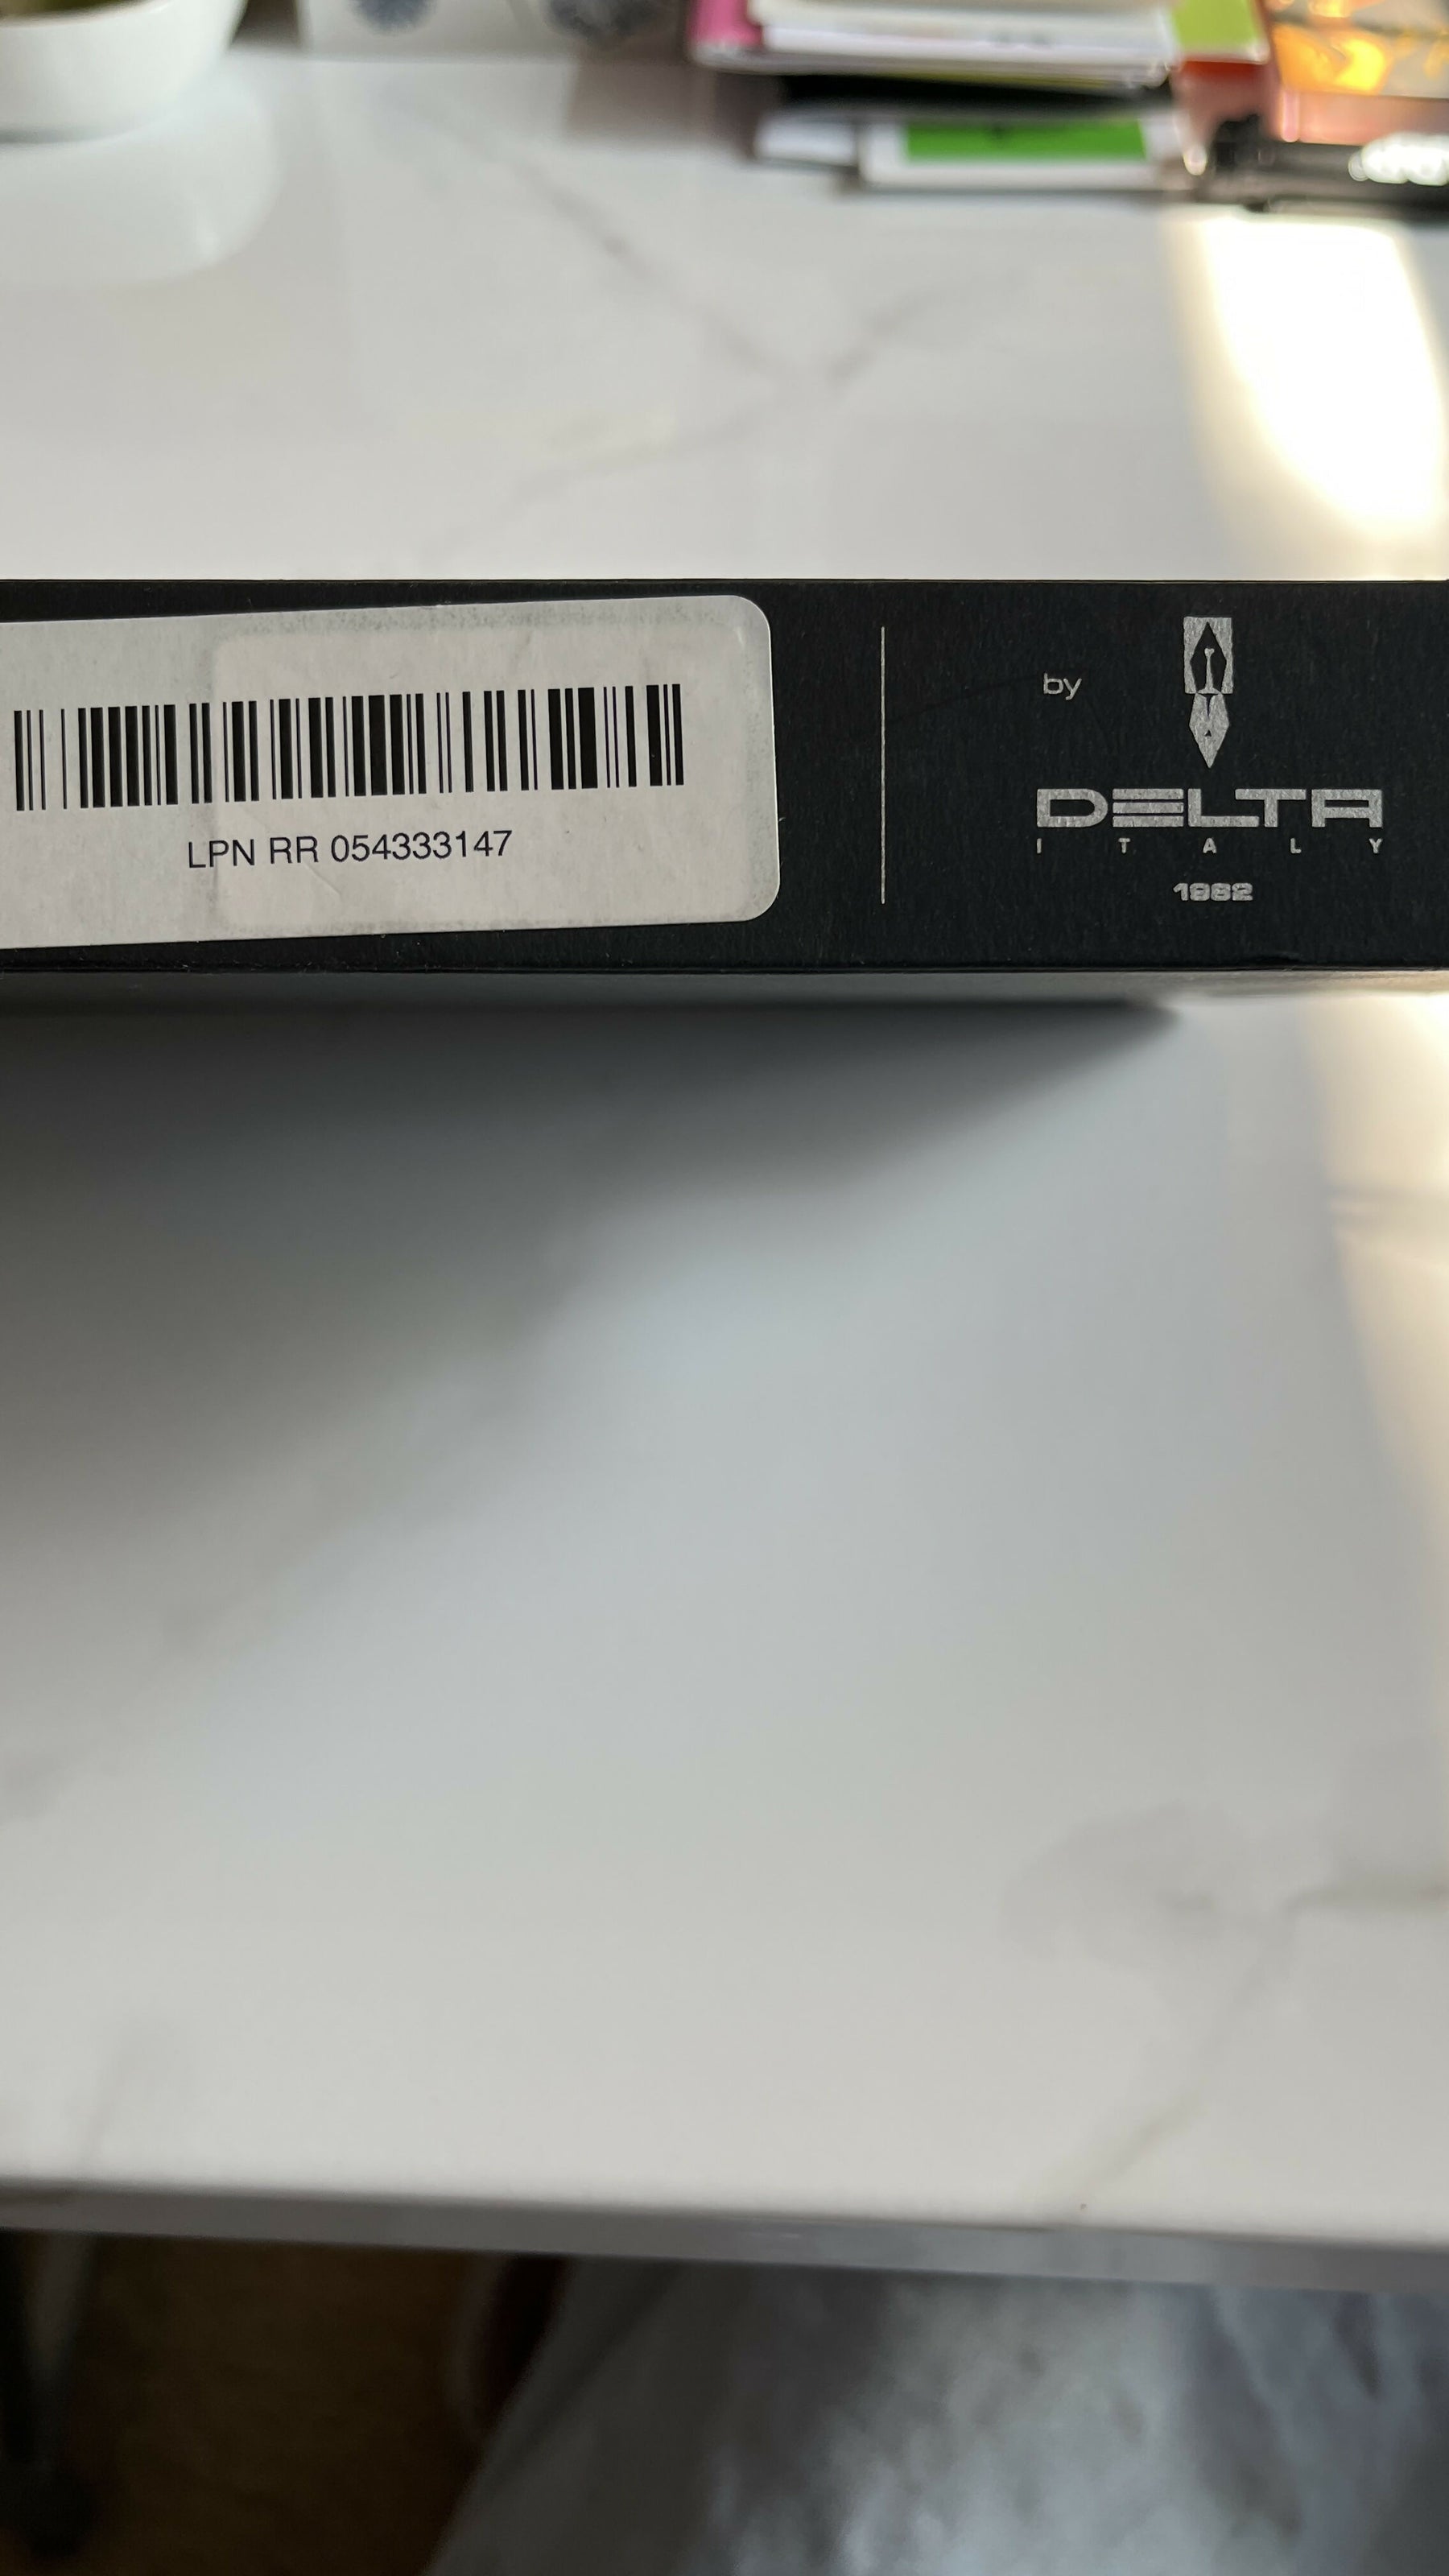 LPN RR 054333147
by
DELTA
ITALY
1982